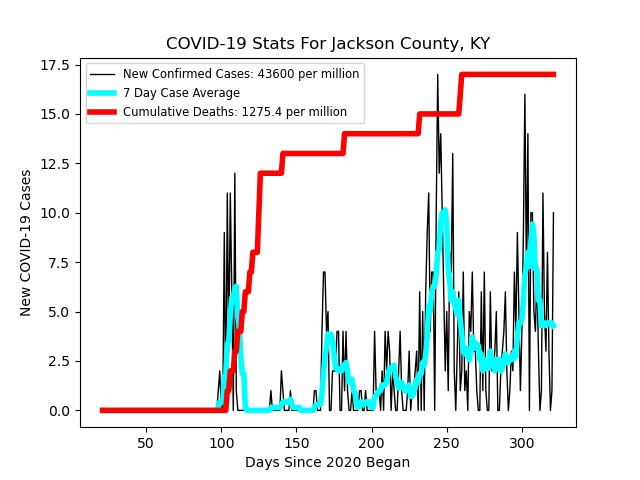 COVID-19 Stats For Jackson County, KY
New Confirmed Cases: 43600 per million
7 Day Case Average
Cumulative Deaths: 1275.4 per million
New COVID-19 Cases
17.5
15.0
12.5
10.0
7.5
5.0
2.5
0.0
50 100 150 200 250 300
Days Since 2020 Began